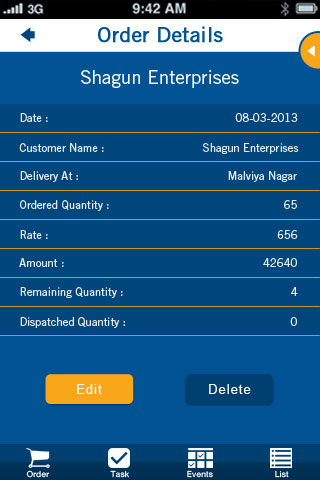 3G 9:42 AM
Order Details
Shagun Enterprises
Date : 08-03-2013
Customer Name : Shagun Enterprises
Delivery At : Malviya Nagar
Ordered Quantity : 65
Rate : 656
Amount : 42640
Remaining Quantity : 4
Dispatched Quantity : 0
Edit Delete
Order Task Events List